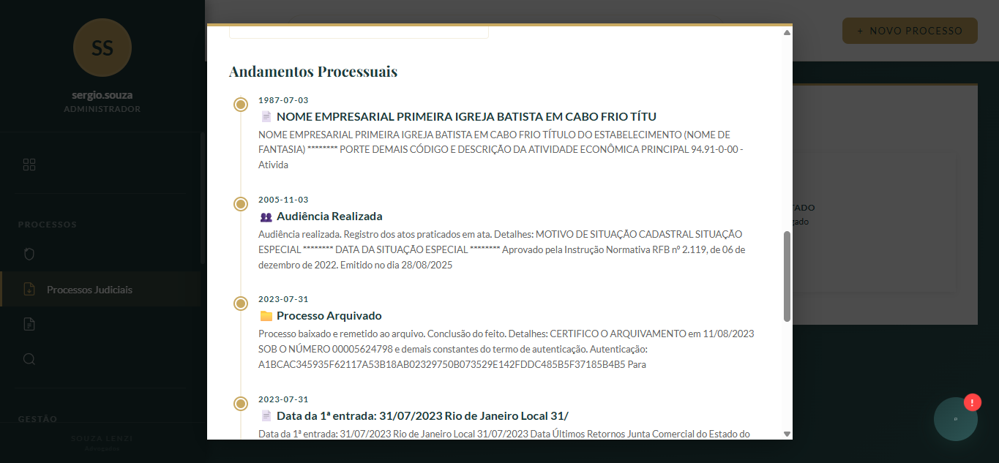 SS
sergio.souza
ADMINISTRADOR
PROCESSOS
Processos Judiciais
GESTÃO
SOUZA LENZI
Advogados
+ NOVO PROCESSO
Andamentos Processuais
1987-07-03
NOME EMPRESARIAL PRIMEIRA IGREJA BATISTA EM CABO FRIO TÍTU
NOME EMPRESARIAL PRIMEIRA IGREJA BATISTA EM CABO FRIO TÍTULO DO ESTABELECIMENTO (NOME DE
FANTASIA) ******** PORTE DEMAIS CÓDIGO E DESCRIÇÃO DA ATIVIDADE ECONÔMICA PRINCIPAL 94.91-0-00 -
Ativida
2005-11-03
Audiência Realizada
Audiência realizada. Registro dos atos praticados em ata. Detalhes: MOTIVO DE SITUAÇÃO CADASTRAL SITUAÇÃO
ESPECIAL ******** DATA DA SITUAÇÃO ESPECIAL ******** Aprovado pela Instrução Normativa RFB nº 2.119, de 06 de
dezembro de 2022. Emitido no dia 28/08/2025
2023-07-31
Processo Arquivado
Processo baixado e remetido ao arquivo. Conclusão do feito. Detalhes: CERTIFICO O ARQUIVAMENTO em 11/08/2023
SOB O NÚMERO 00005624798 e demais constantes do termo de autenticação. Autenticação:
A1BCAC345935F62117A53B18AB02329750B073529E142FDDC485B5F37185B4B5 Para
2023-07-31
Data da 1ª entrada: 31/07/2023 Rio de Janeiro Local 31/
Data da 1ª entrada: 31/07/2023 Rio de Janeiro Local 31/07/2023 Data Últimos Retornos Junta Comercial do Estado do
TADO
gado
!